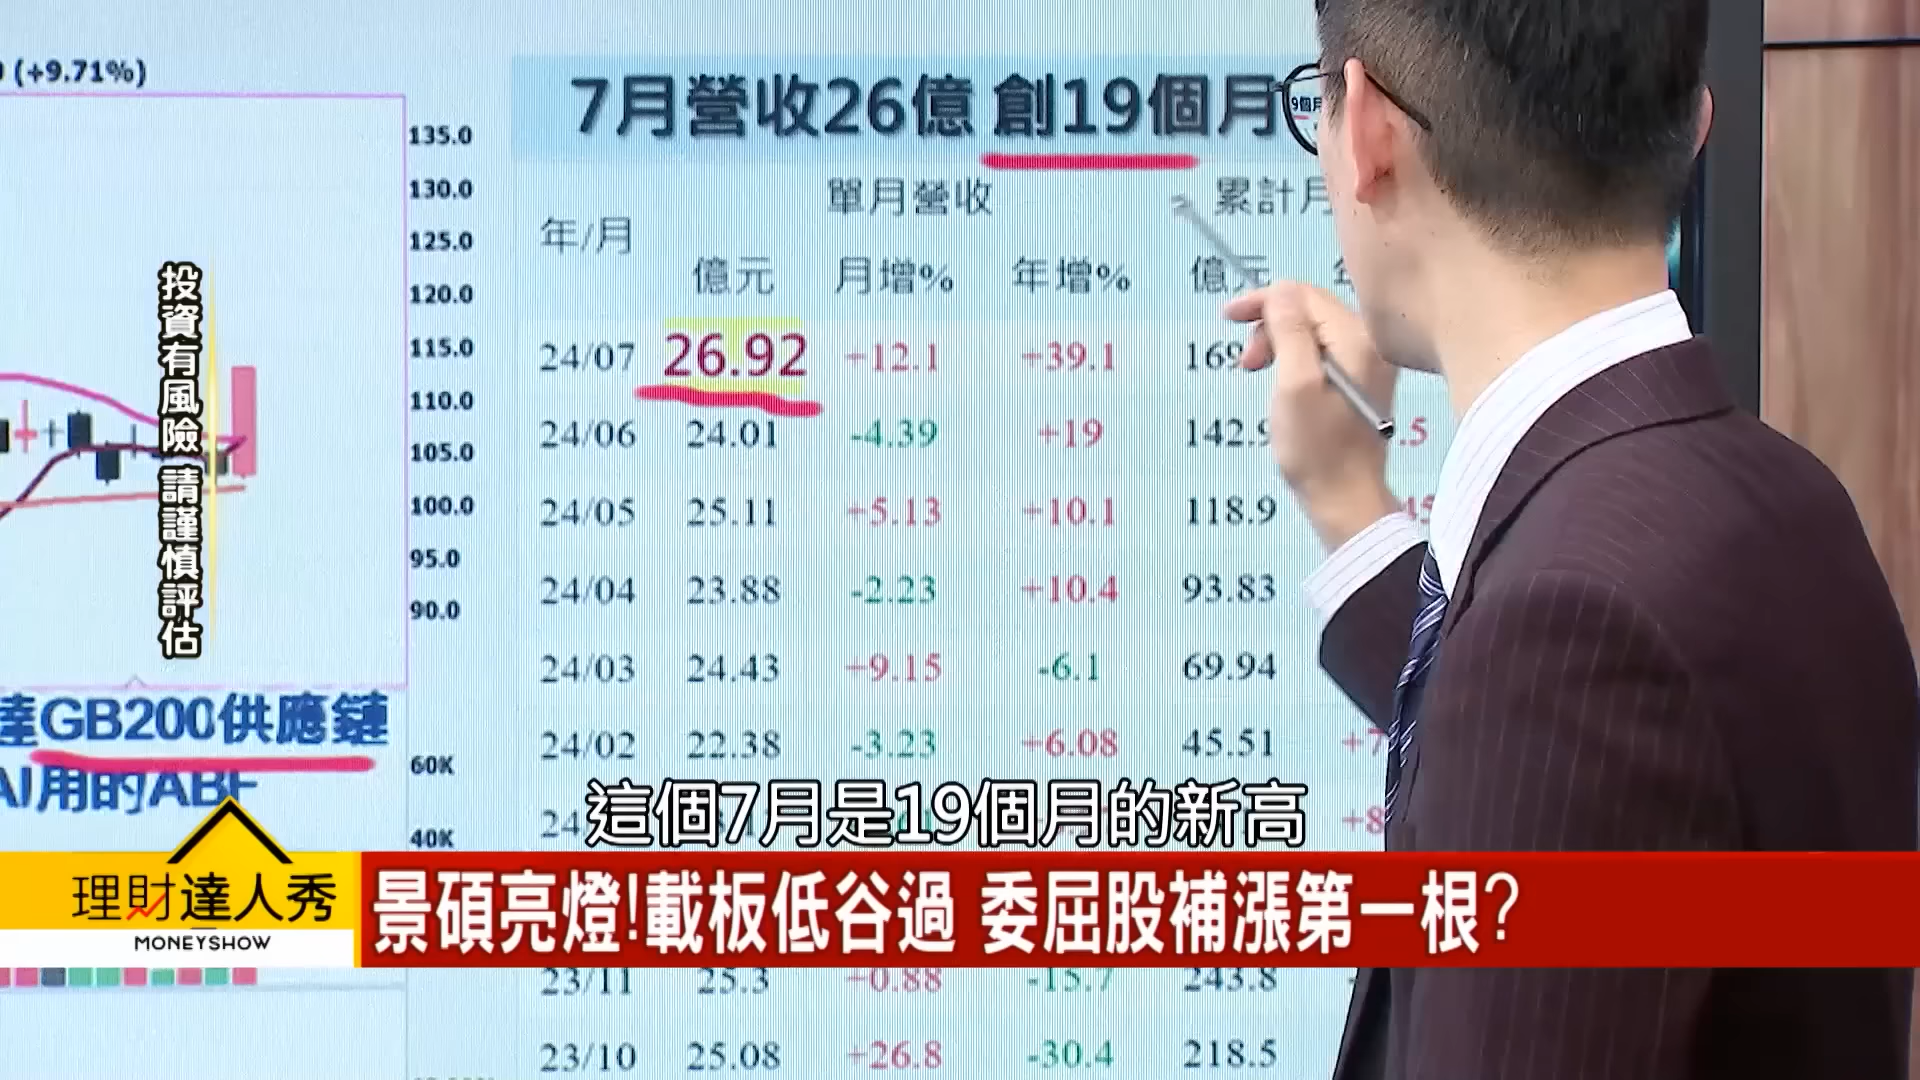 (+9.71%)
135.0
130.0
125.0
120.0
115.0
110.0
105.0
100.0
95.0
90.0
60K
40K
投資有風險 請謹慎評估
達GB200供應鏈
AI用的ABF
7月營收26億 創19個月
年/月
單月營收
累計月
億元 月增% 年增% 億元
24/07 26.92 +12.1 +39.1 169
24/06 24.01 -4.39 +19 142.9 .5
24/05 25.11 +5.13 +10.1 118.9 45
24/04 23.88 -2.23 +10.4 93.83
24/03 24.43 +9.15 -6.1 69.94
24/02 22.38 -3.23 +6.08 45.51 +7
24 +8
這個7月是19個月的新高
理財達人秀
MONEYSHOW
景碩亮燈!載板低谷過 委屈股補漲第一根?
23/11 25.3 +0.88 -15.7 243.8
23/10 25.08 +26.8 -30.4 218.5